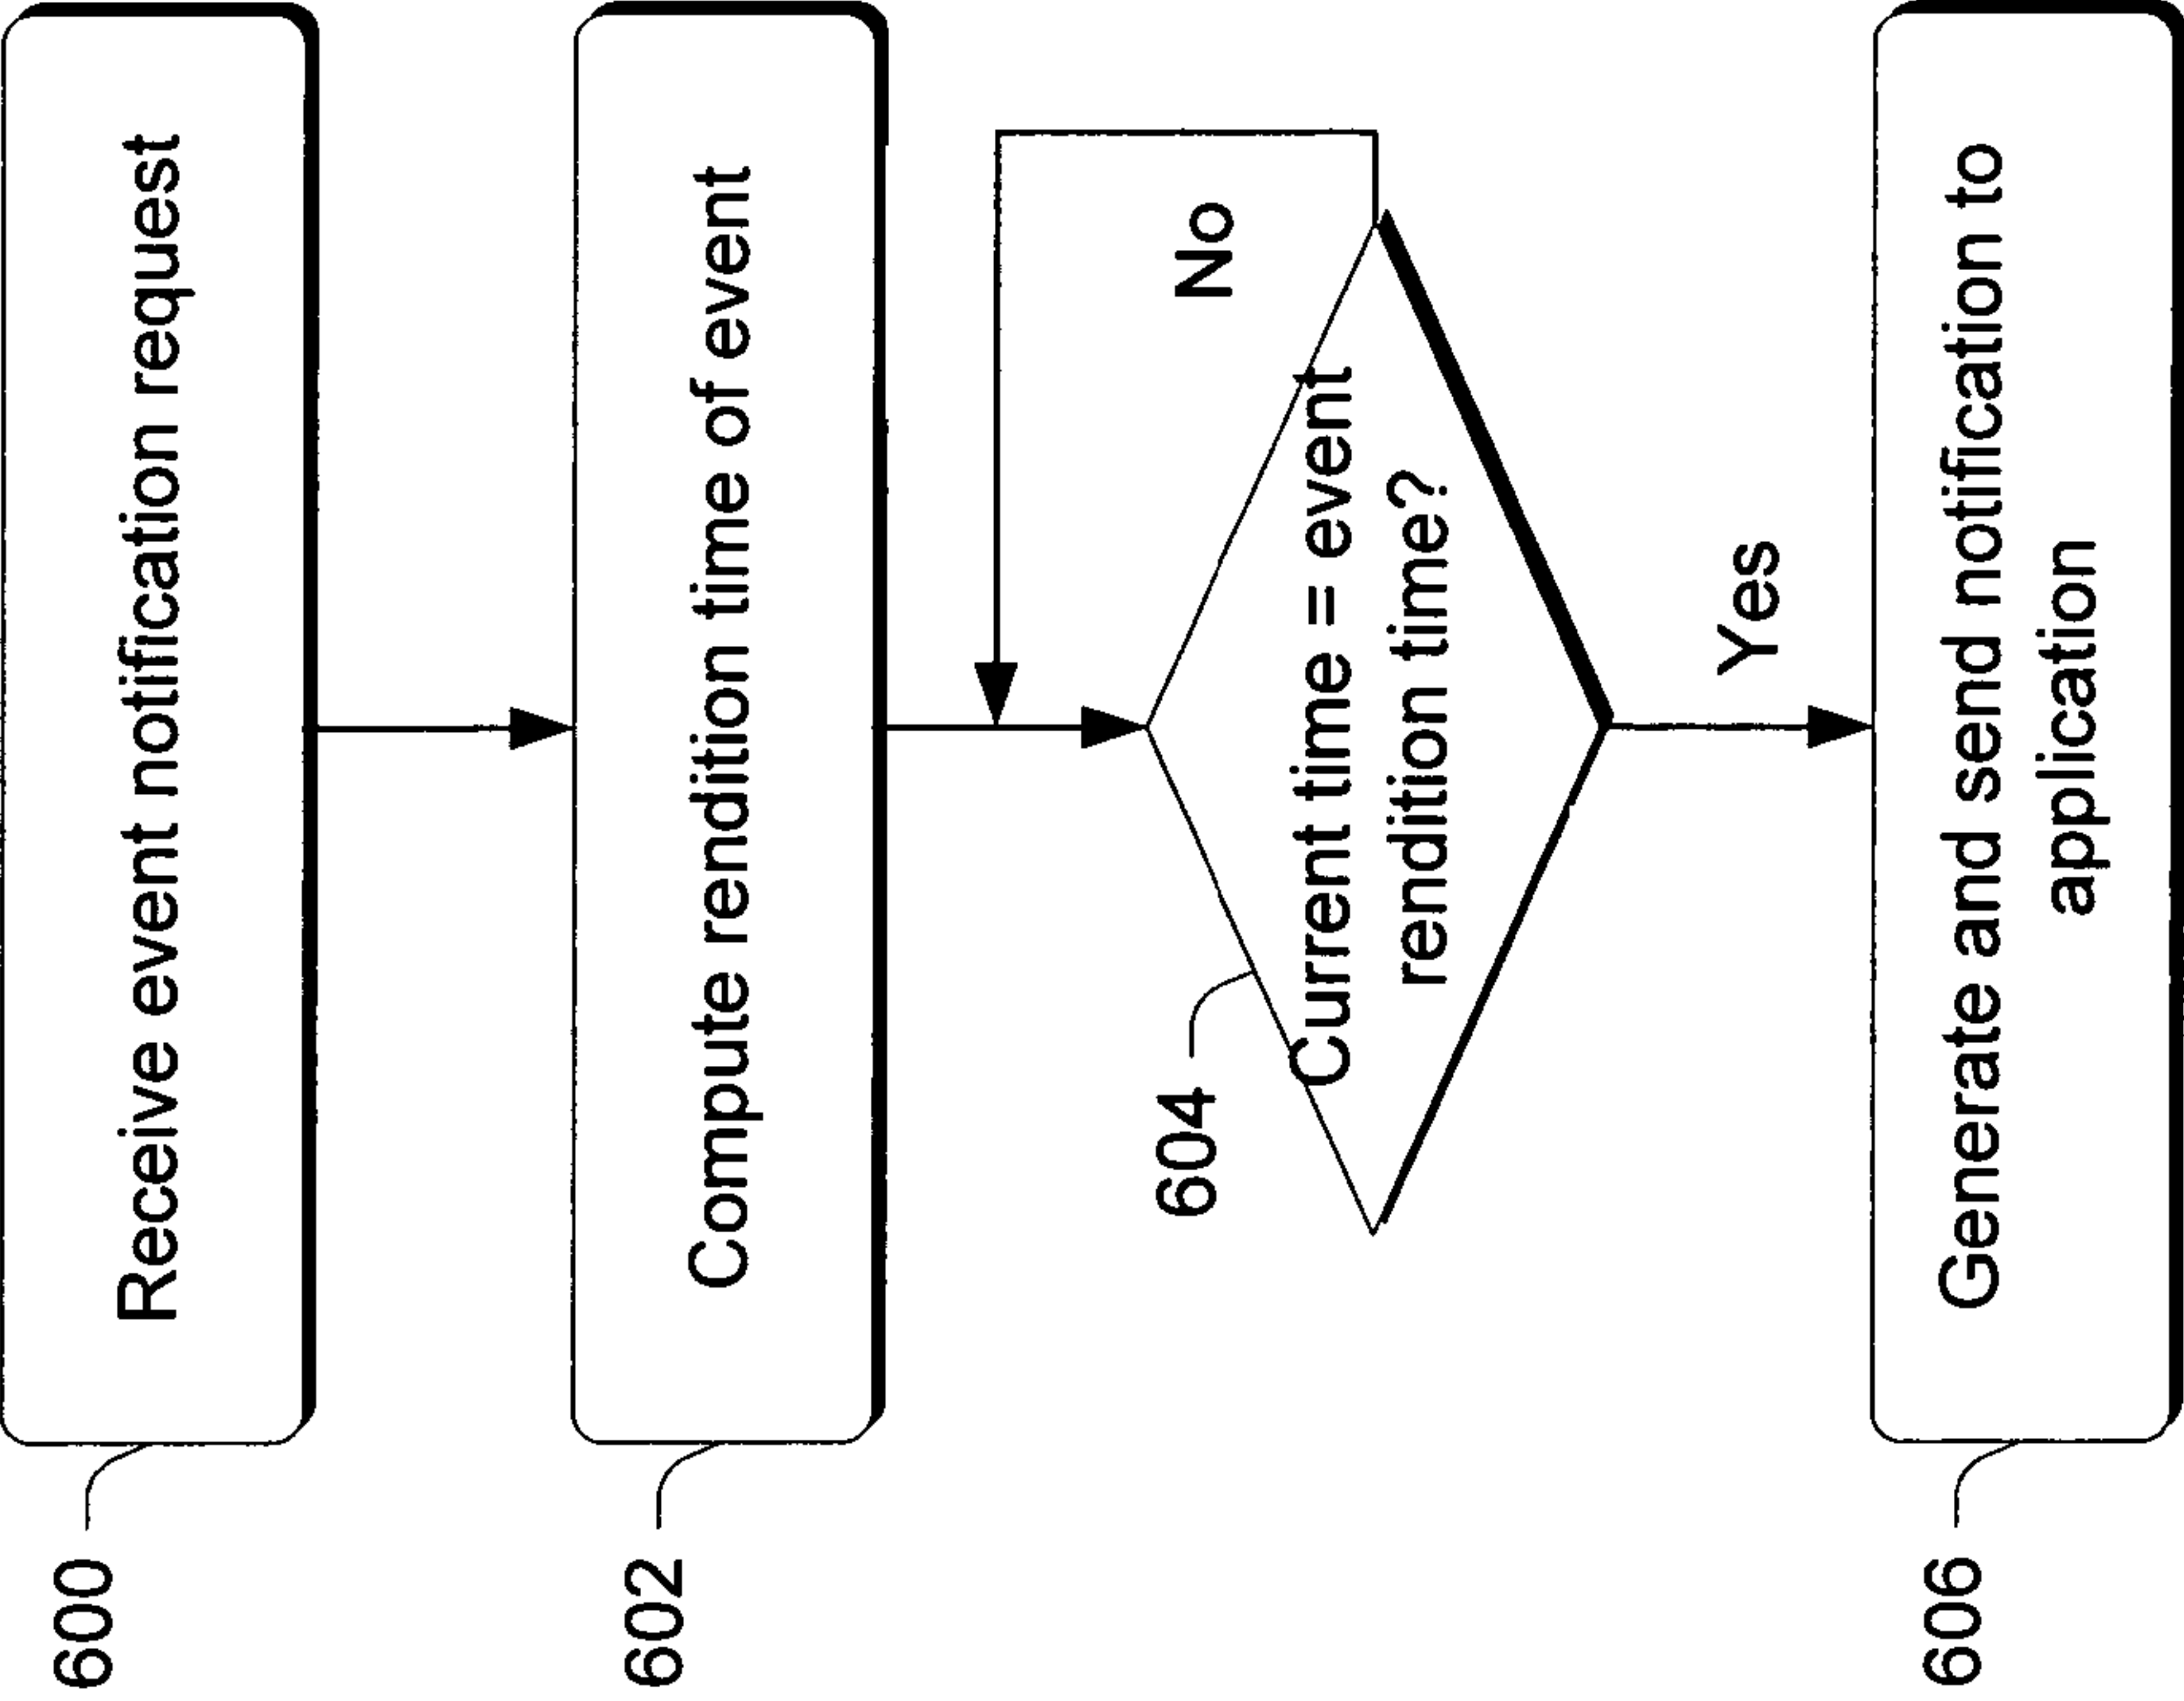 600
Receive event notification request
602
Compute rendition time of event
604
Current time = event
rendition time?
No
Yes
606
Generate and send notification to
application